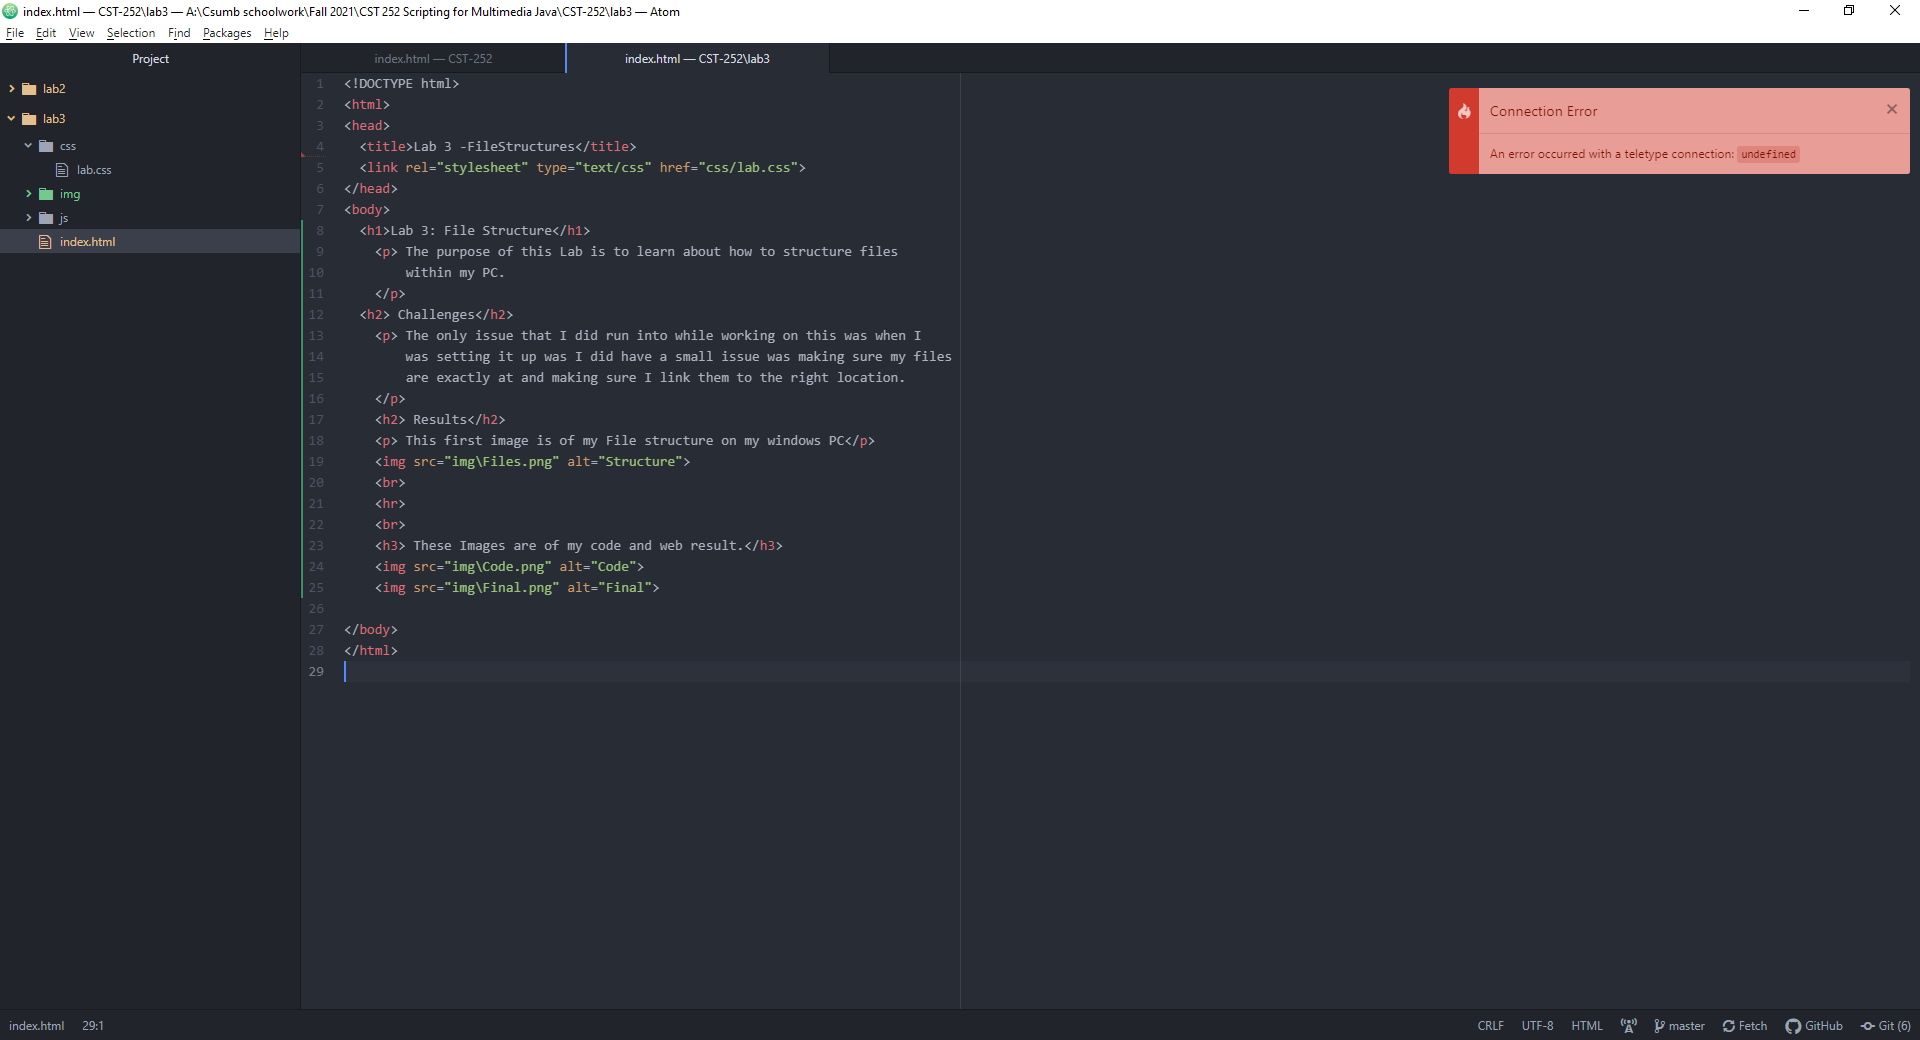 index.html — CST-252\lab3 — A:\Csumb schoolwork\Fall 2021\CST 252 Scripting for Multimedia Java\CST-252\lab3 — Atom
File Edit View Selection Find Packages Help
Project
lab2
lab3
css
lab.css
img
js
index.html
index.html — CST-252
index.html — CST-252\lab3
1 <!DOCTYPE html>
2 <html>
3 <head>
4 <title>Lab 3 -FileStructures</title>
5 <link rel="stylesheet" type="text/css" href="css/lab.css">
6 </head>
7 <body>
8 <h1>Lab 3: File Structure</h1>
9 <p> The purpose of this Lab is to learn about how to structure files
10 within my PC.
11 </p>
12 <h2> Challenges</h2>
13 <p> The only issue that I did run into while working on this was when I
14 was setting it up was I did have a small issue was making sure my files
15 are exactly at and making sure I link them to the right location.
16 </p>
17 <h2> Results</h2>
18 <p> This first image is of my File structure on my windows PC</p>
19 <img src="img\Files.png" alt="Structure">
20 <br>
21 <hr>
22 <br>
23 <h3> These Images are of my code and web result.</h3>
24 <img src="img\Code.png" alt="Code">
25 <img src="img\Final.png" alt="Final">
26
27 </body>
28 </html>
29
Connection Error
An error occurred with a teletype connection: undefined
index.html 29:1
CRLF UTF-8 HTML master Fetch GitHub Git (6)